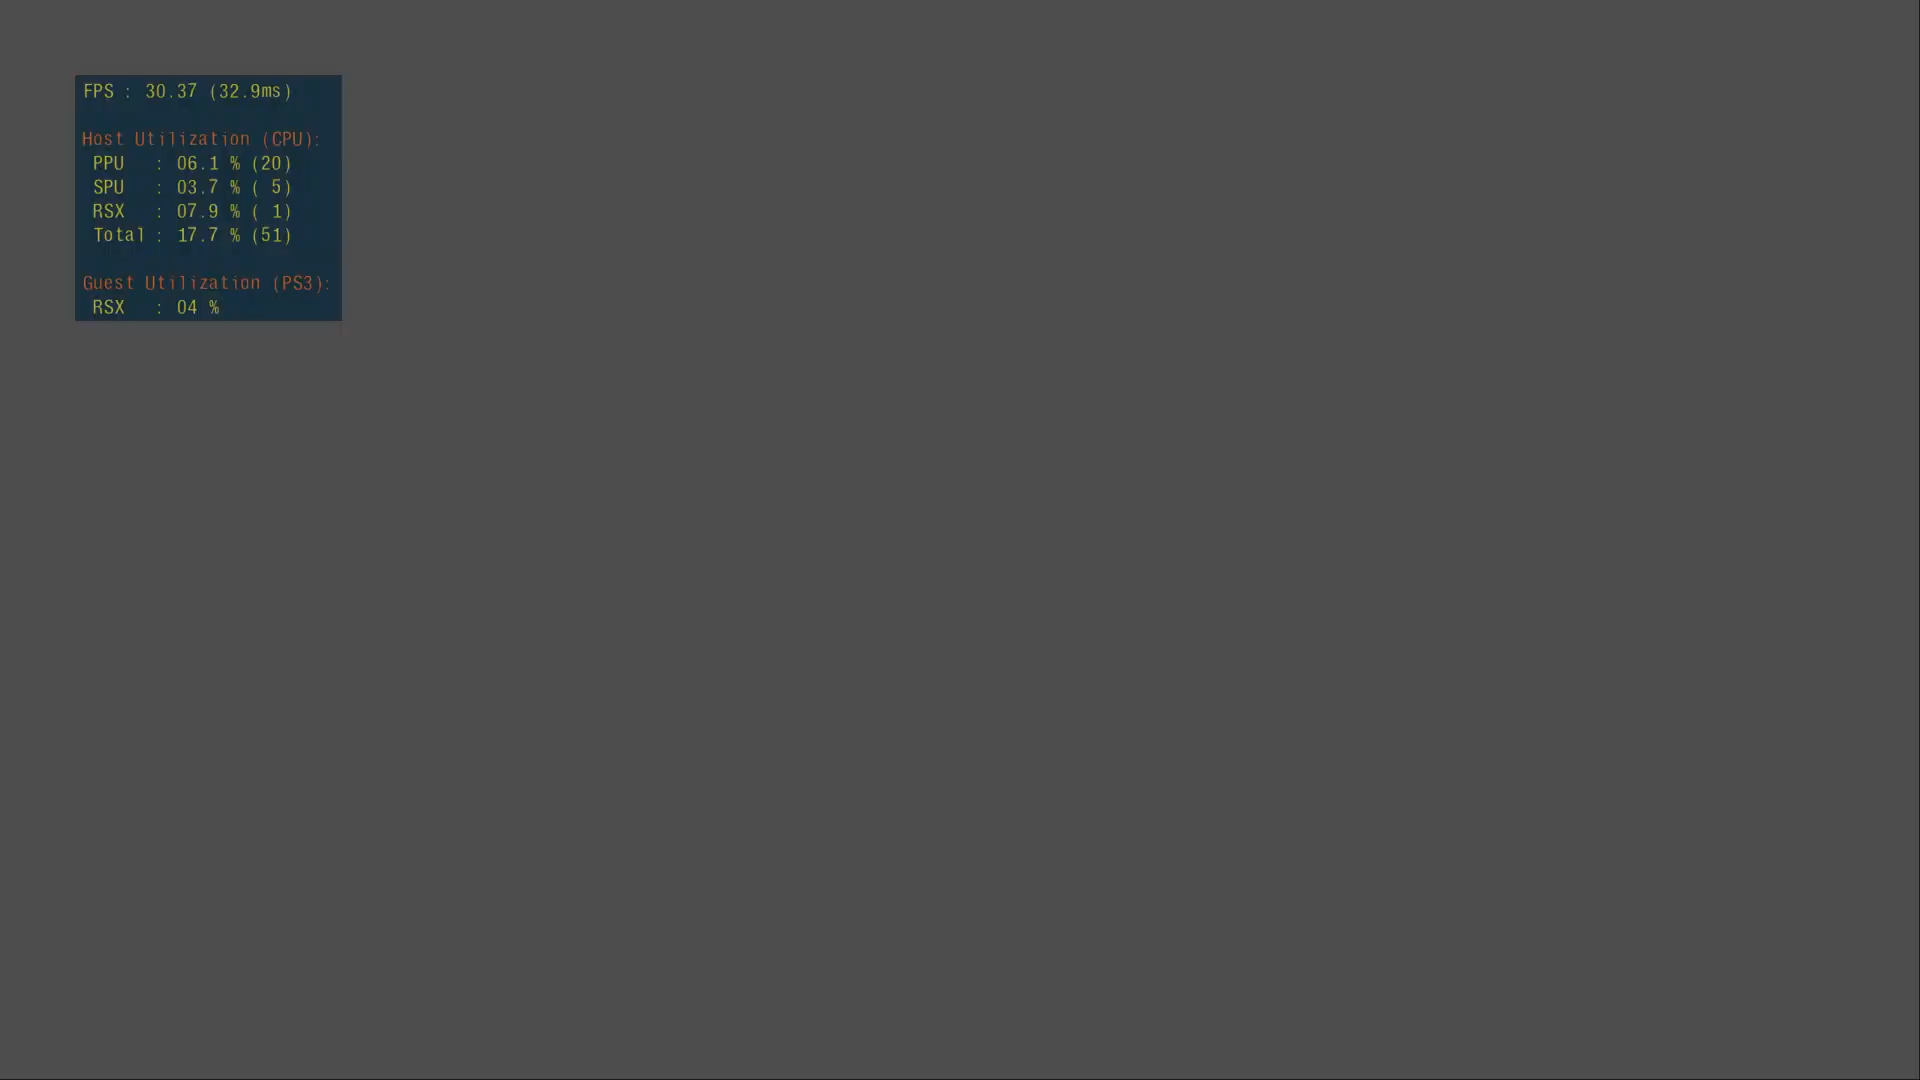 FPS : 30.37 (32.9ms)
Host Utilization (CPU):
PPU : 06.1 % (20)
SPU : 03.7 % ( 5)
RSX : 07.9 % ( 1)
Total : 17.7 % (51)
Guest Utilization (PS3):
RSX : 04 %